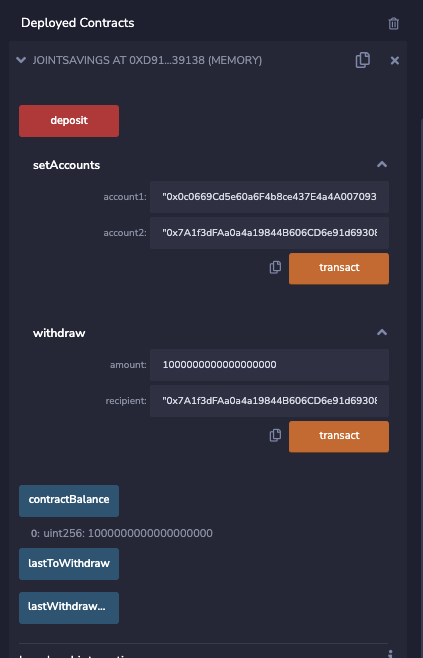 Deployed Contracts
JOINTSAVINGS AT 0XD91...39138 (MEMORY)
deposit
setAccounts
account1: "0x0c0669Cd5e60a6F4b8ce437E4a4A007093
account2: "0x7A1f3dFAa0a4a19844B606CD6e91d69308
transact
withdraw
amount: 1000000000000000000
recipient: "0x7A1f3dFAa0a4a19844B606CD6e91d69308
transact
contractBalance
0: uint256: 1000000000000000000
lastToWithdraw
lastWithdraw...